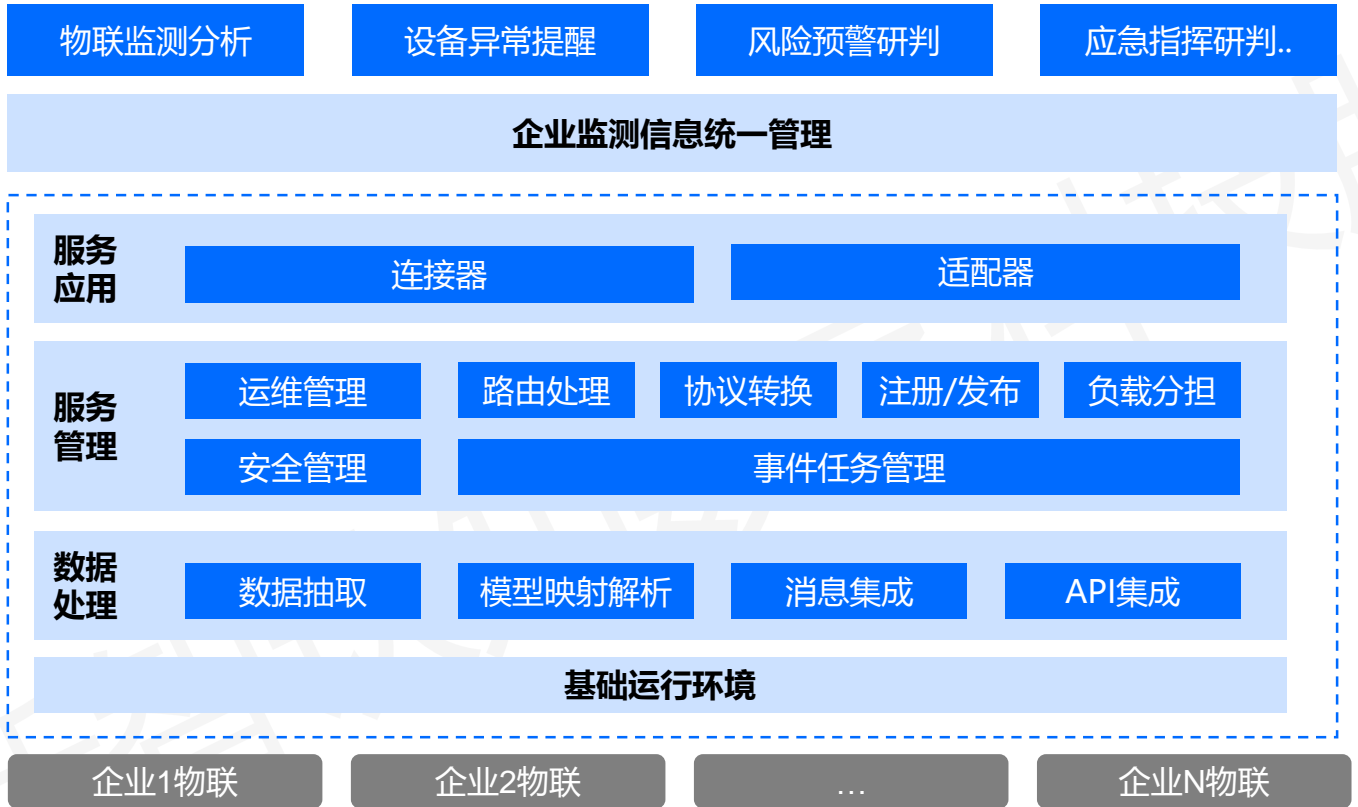 物联监测分析
设备异常提醒
风险预警研判
应急指挥研判..
企业监测信息统一管理
服务
应用
连接器
适配器
服务
管理
运维管理
路由处理
协议转换
注册/发布
负载分担
安全管理
事件任务管理
数据
处理
数据抽取
模型映射解析
消息集成
API集成
基础运行环境
企业1物联
企业2物联
…
企业N物联